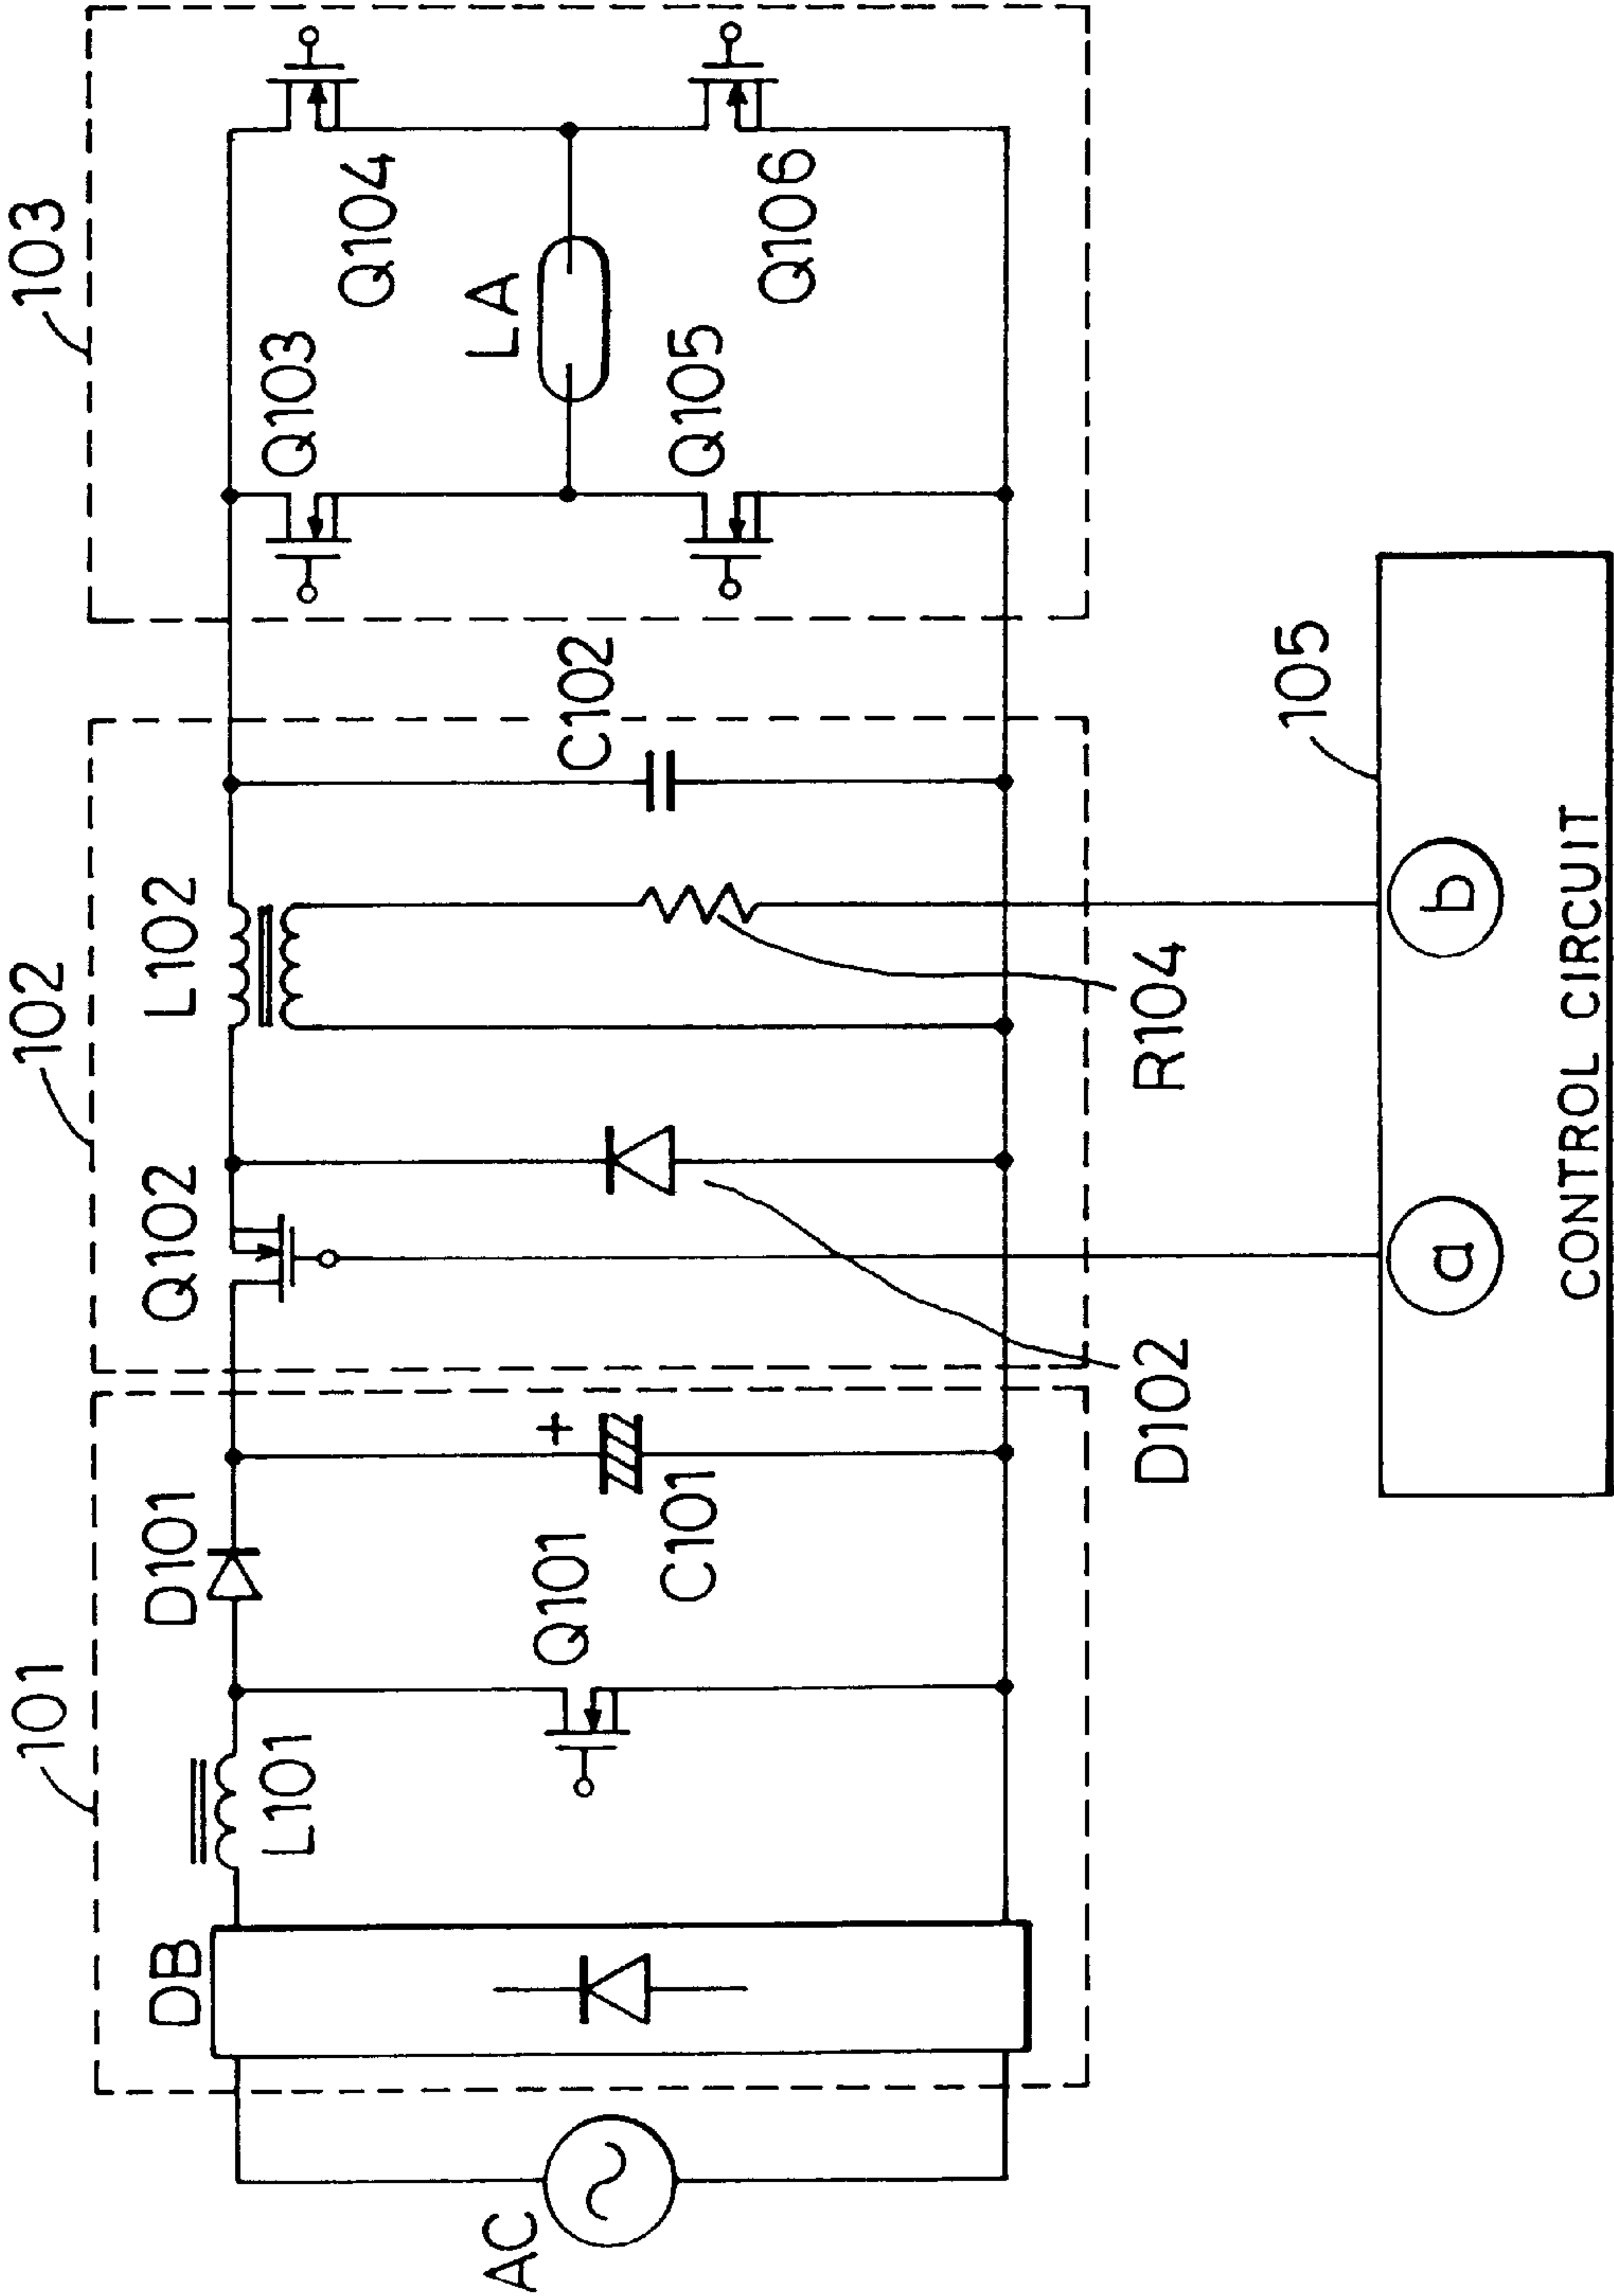 101
102
103
DB
D101
Q102
L102
L101
Q103
Q104
AC
Q101
+
C101
C102
LA
Q105
Q106
D102
R104
105
a
b
CONTROL CIRCUIT